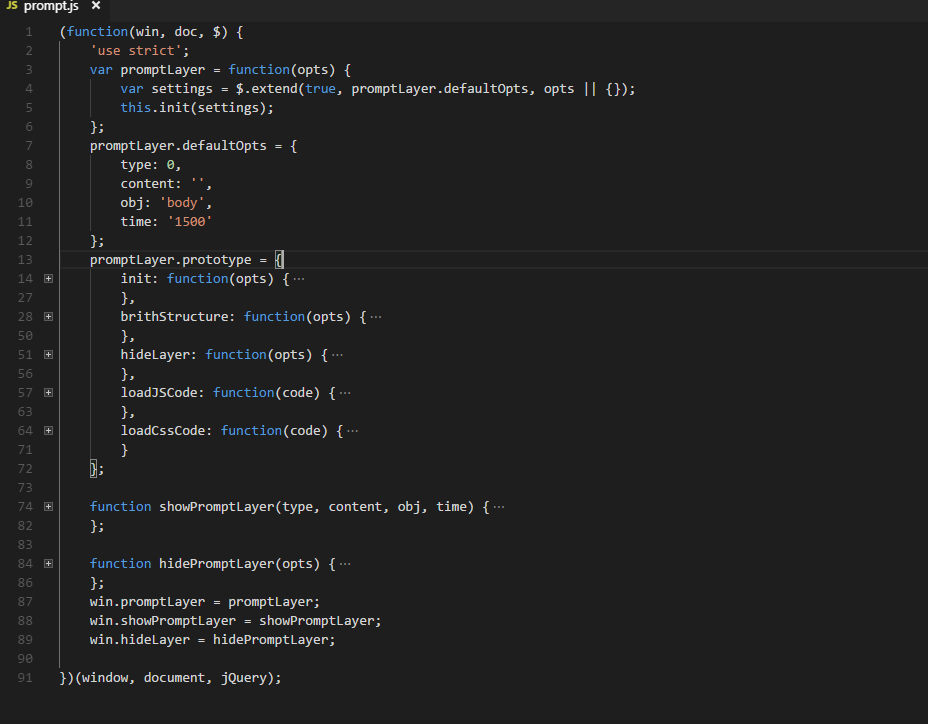 JS prompt.js ×
1 (function(win, doc, $) {
2 'use strict';
3 var promptLayer = function(opts) {
4 var settings = $.extend(true, promptLayer.defaultOpts, opts || {});
5 this.init(settings);
6 };
7 promptLayer.defaultOpts = {
8 type: 0,
9 content: '',
10 obj: 'body',
11 time: '1500'
12 };
13 promptLayer.prototype = {
14 init: function(opts) { ···
27 },
28 brithStructure: function(opts) { ···
50 },
51 hideLayer: function(opts) { ···
56 },
57 loadJSCode: function(code) { ···
63 },
64 loadCssCode: function(code) { ···
71 }
72 };
73
74 function showPromptLayer(type, content, obj, time) { ···
82 };
83
84 function hidePromptLayer(opts) { ···
86 };
87 win.promptLayer = promptLayer;
88 win.showPromptLayer = showPromptLayer;
89 win.hideLayer = hidePromptLayer;
90
91 })(window, document, jQuery);